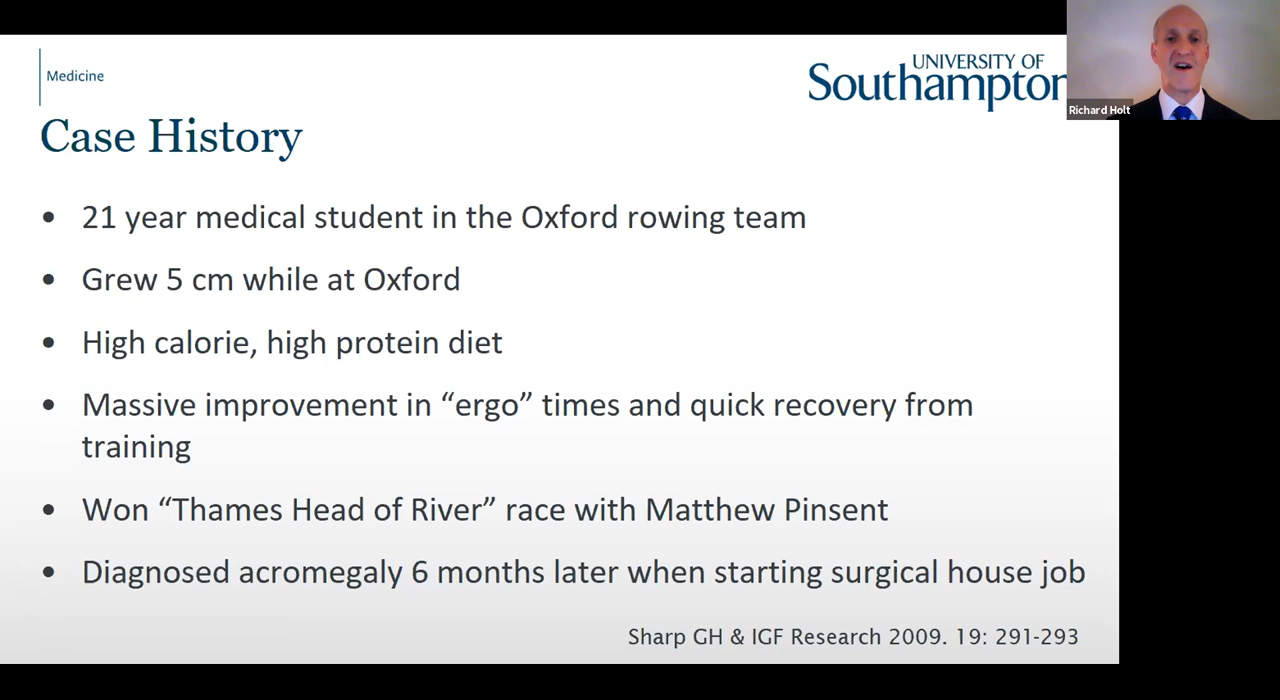 Medicine
UNIVERSITY OF
Southampton
Richard Holt
Case History
• 21 year medical student in the Oxford rowing team
• Grew 5 cm while at Oxford
• High calorie, high protein diet
• Massive improvement in “ergo” times and quick recovery from
training
• Won “Thames Head of River” race with Matthew Pinsent
• Diagnosed acromegaly 6 months later when starting surgical house job
Sharp GH & IGF Research 2009. 19: 291-293